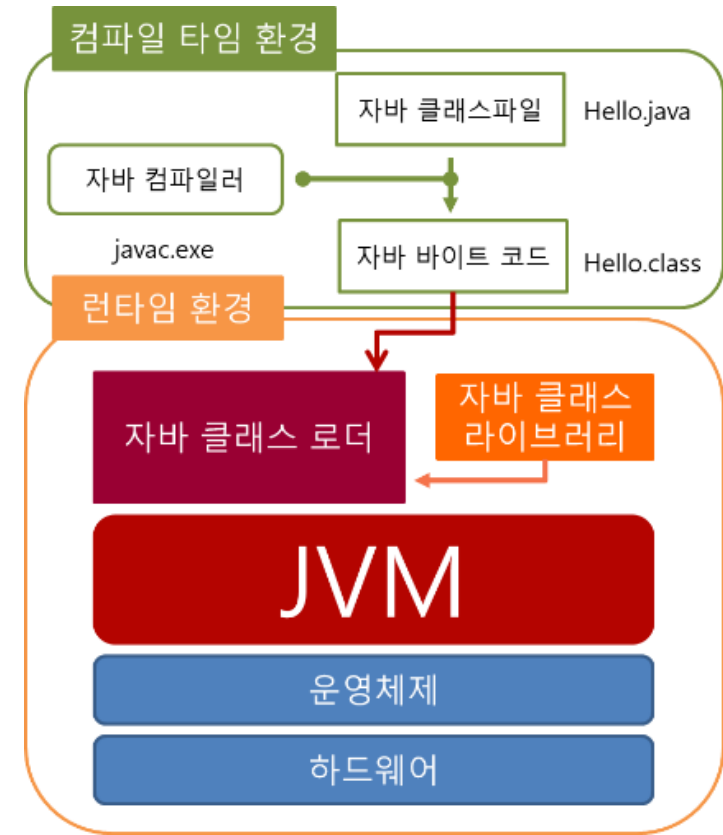 컴파일 타임 환경
자바 클래스파일
Hello.java
자바 컴파일러
javac.exe
자바 바이트 코드
Hello.class
런타임 환경
자바 클래스 로더
자바 클래스
라이브러리
JVM
운영체제
하드웨어